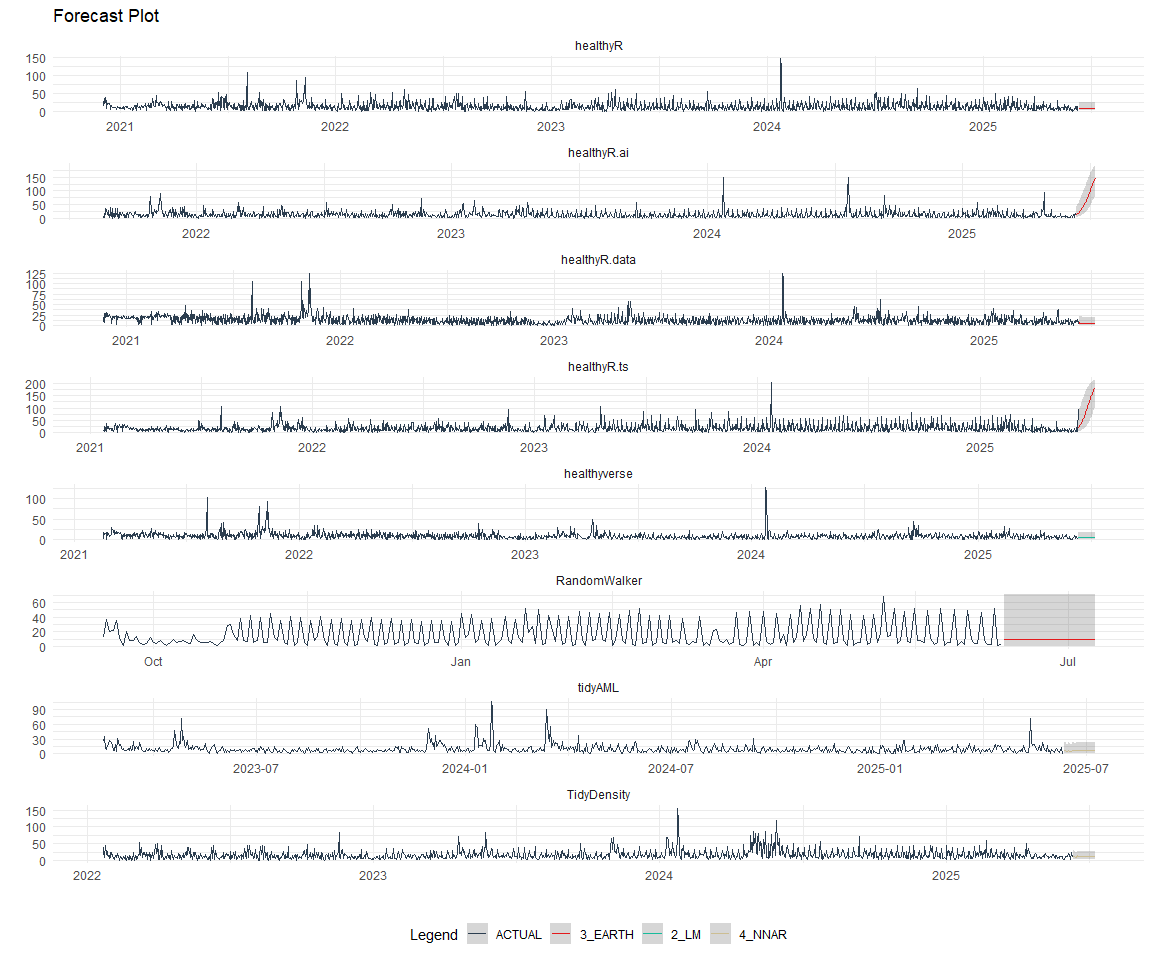 Forecast Plot
healthyR
150
100
50
0
2021 2022 2023 2024 2025
healthyR.ai
150
100
50
0
2022 2023 2024 2025
healthyR.data
125
100
75
50
25
0
2021 2022 2023 2024 2025
healthyR.ts
200
150
100
50
0
2021 2022 2023 2024 2025
healthyverse
100
50
0
2021 2022 2023 2024 2025
RandomWalker
60
40
20
0
Oct Jan Apr Jul
tidyAML
90
60
30
0
2023-07 2024-01 2024-07 2025-01 2025-07
TidyDensity
150
100
50
0
2022 2023 2024 2025
Legend ACTUAL 3_EARTH 2_LM 4_NNAR